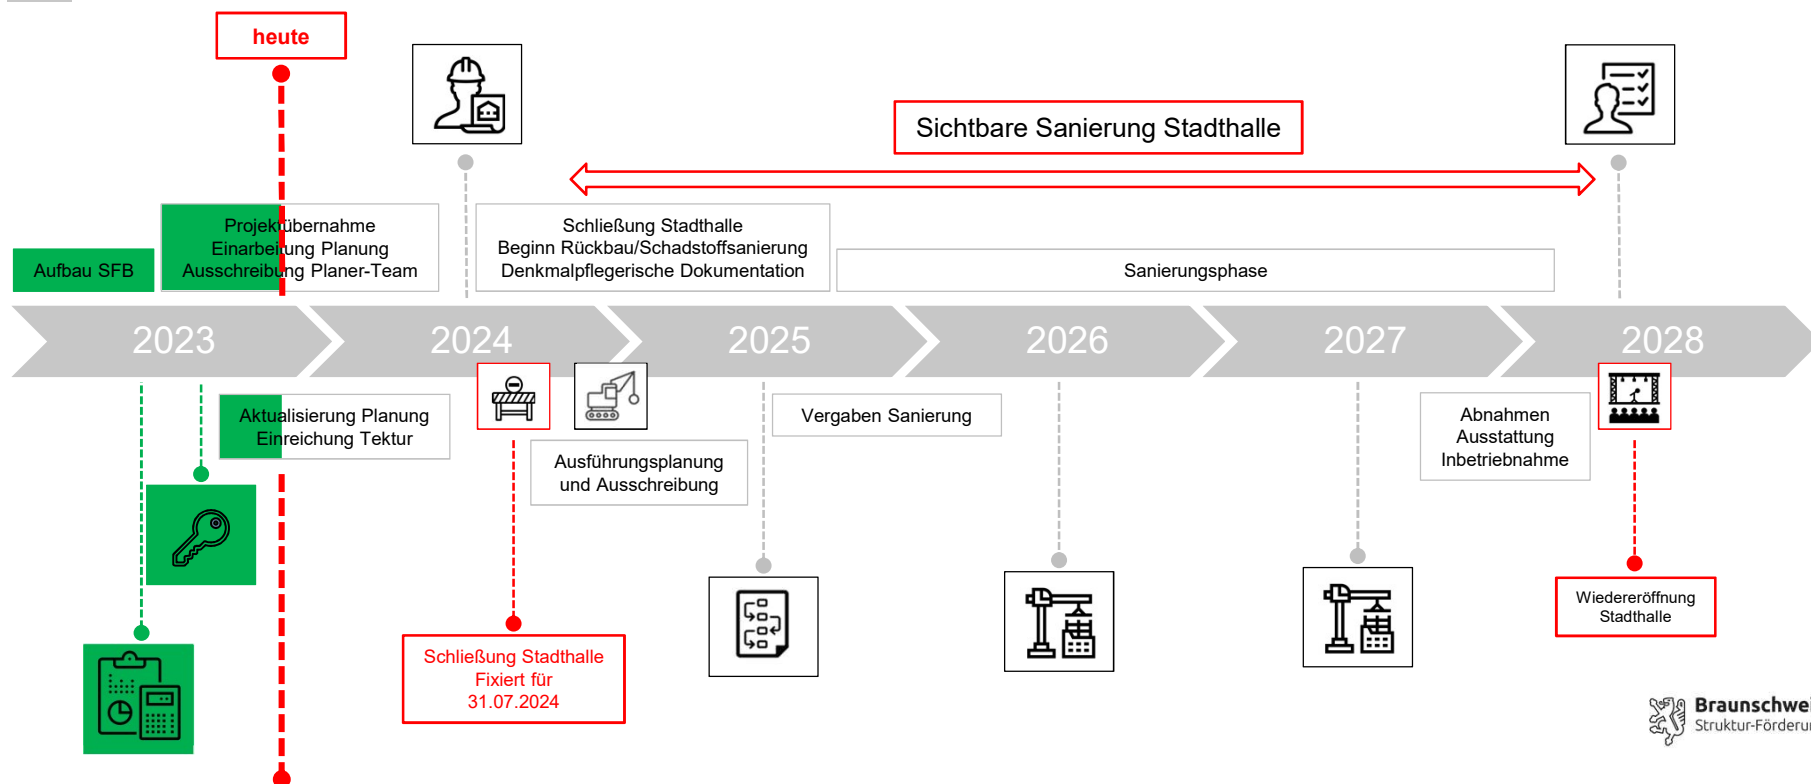 heute
Sichtbare Sanierung Stadthalle
Projektübernahme
Einarbeitung Planung
Ausschreibung Planer-Team
Schließung Stadthalle
Beginn Rückbau/Schadstoffsanierung
Denkmalpflegerische Dokumentation
Aufbau SFB
Sanierungsphase
2023
2024
2025
2026
2027
2028
Aktualisierung Planung
Einreichung Tektur
Vergaben Sanierung
Abnahmen
Ausstattung
Inbetriebnahme
Ausführungsplanung
und Ausschreibung
Schließung Stadthalle
Fixiert für
31.07.2024
Wiedereröffnung
Stadthalle
Braunschwei
Struktur-Förderun